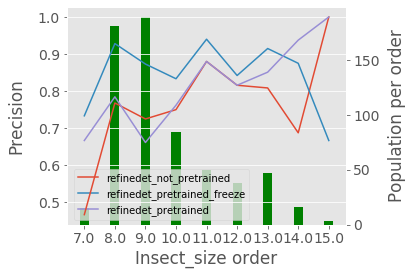 1.0
0.9
0.8
0.7
0.6
0.5
Precision
150
100
50
0
Population per order
refinedet_not_pretrained
refinedet_pretrained_freeze
refinedet_pretrained
7.0 8.0 9.0 10.0 11.0 12.0 13.0 14.0 15.0
Insect_size order